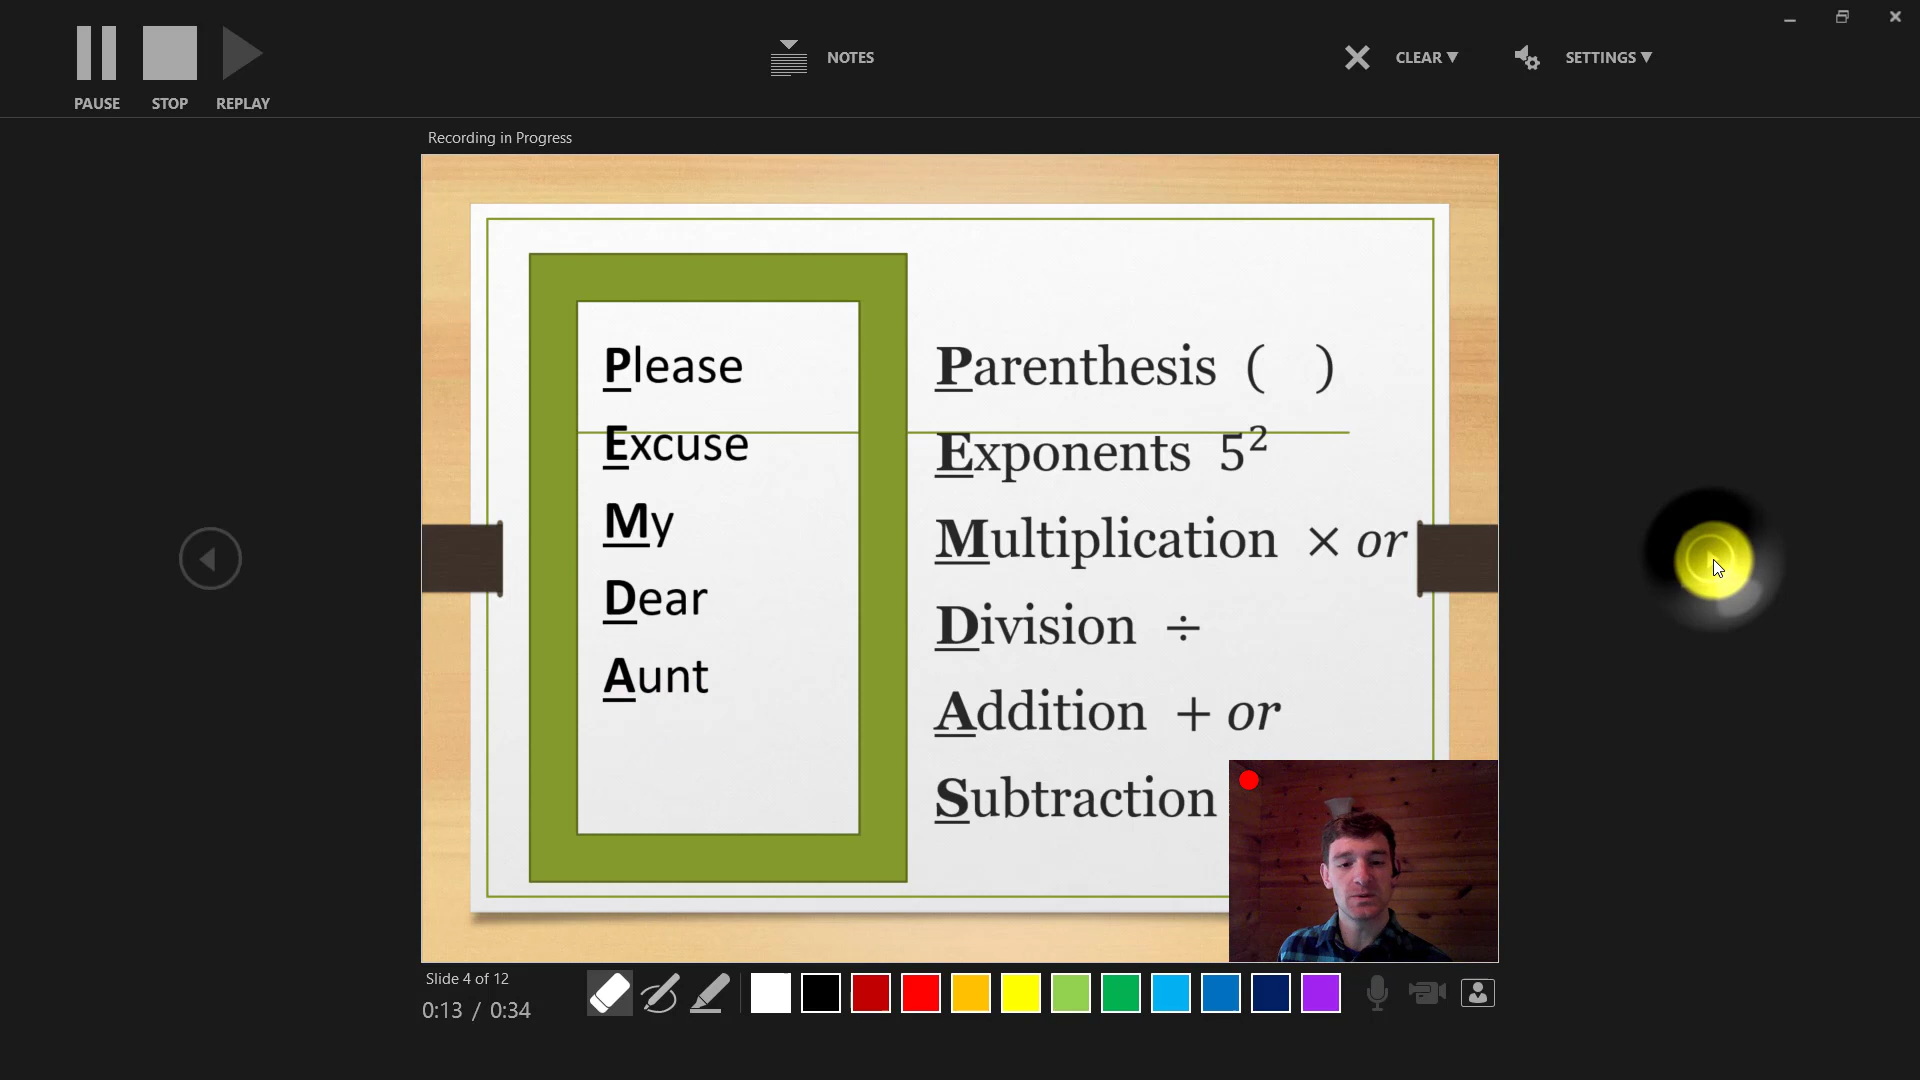 PAUSE STOP REPLAY
NOTES
CLEAR
SETTINGS
Recording in Progress
Please
Excuse
My
Dear
Aunt
Parenthesis ( )
Exponents 5²
Multiplication × or
Division ÷
Addition + or
Subtraction
Slide 4 of 12
0:13 / 0:34